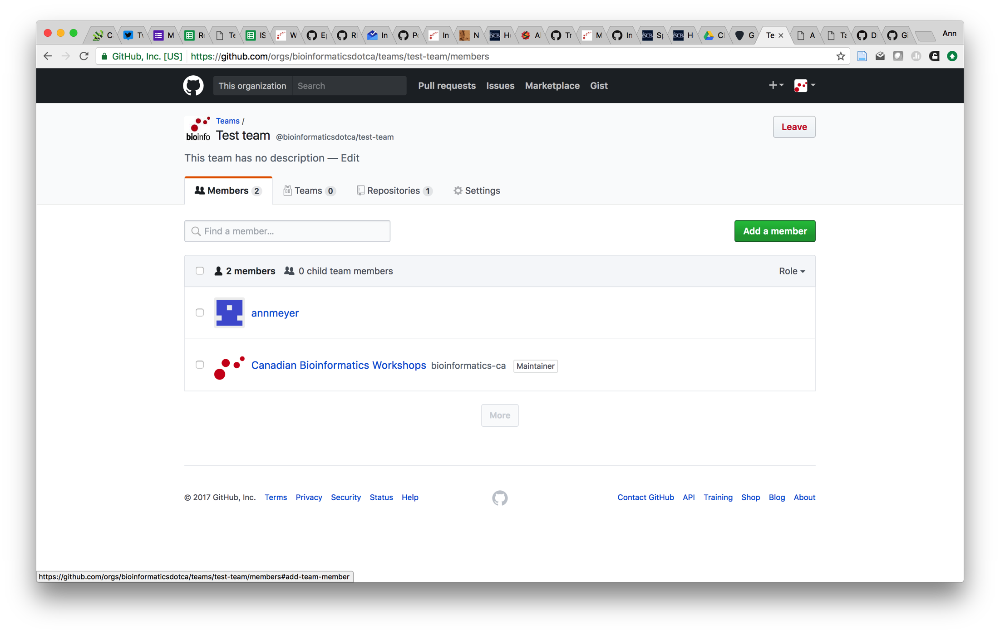 C Tw M Te IS W In In N A Tr M In H G Te A D Ann
GitHub, Inc. [US] https://github.com/orgs/bioinformaticsdotca/teams/test-team/members
This organization Search Pull requests Issues Marketplace Gist
Teams /
bioinfo Test team @bioinformaticsdotca/test-team
Leave
This team has no description — Edit
Members 2 Teams 0 Repositories 1 Settings
Find a member... Add a member
2 members 0 child team members Role
annmeyer
Canadian Bioinformatics Workshops bioinformatics-ca Maintainer
More
© 2017 GitHub, Inc. Terms Privacy Security Status Help Contact GitHub API Training Shop Blog About
https://github.com/orgs/bioinformaticsdotca/teams/test-team/members#add-team-member